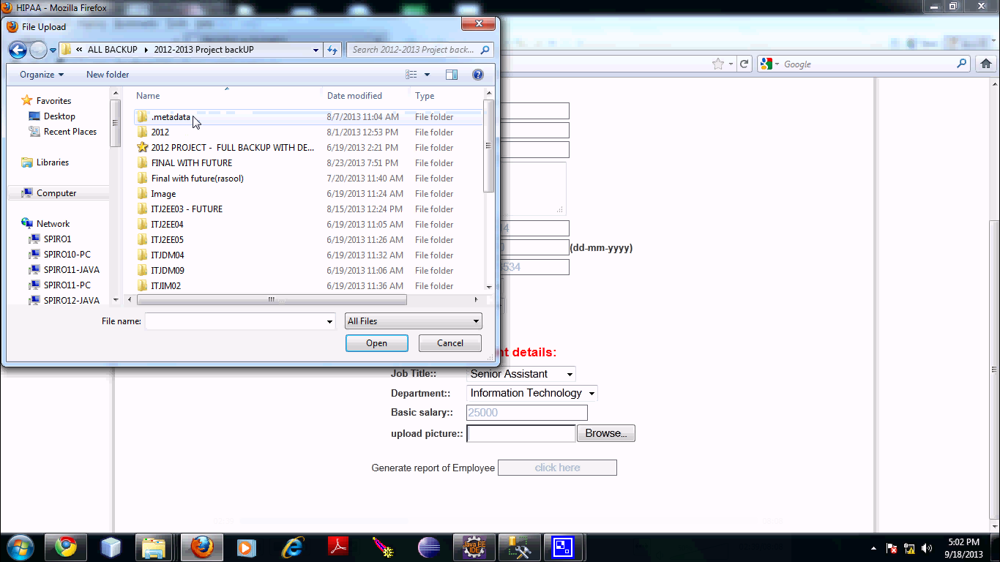 HIPAA - Mozilla Firefox
File Upload
« ALL BACKUP ▸ 2012-2013 Project backUP
Search 2012-2013 Project back...
Google
Organize New folder
Favorites
Desktop
Recent Places
Libraries
Computer
Network
SPIRO1
SPIRO10-PC
SPIRO11-JAVA
SPIRO11-PC
SPIRO12-JAVA
Name Date modified Type
.metadata 8/7/2013 11:04 AM File folder
2012 8/1/2013 12:53 PM File folder
2012 PROJECT - FULL BACKUP WITH DE... 6/19/2013 2:21 PM File folder
FINAL WITH FUTURE 8/23/2013 7:51 PM File folder
Final with future(rasool) 7/20/2013 11:40 AM File folder
Image 6/19/2013 11:24 AM File folder
ITJ2EE03 - FUTURE 8/15/2013 12:24 PM File folder
ITJ2EE04 6/19/2013 11:05 AM File folder
ITJ2EE05 6/19/2013 11:26 AM File folder
ITJDM04 6/19/2013 11:32 AM File folder
ITJDM09 6/19/2013 11:06 AM File folder
ITJIM02 6/19/2013 11:36 AM File folder
File name: All Files
Open Cancel
(dd-mm-yyyy)
534
nt details:
Job Title:: Senior Assistant
Department:: Information Technology
Basic salary:: 25000
upload picture:: Browse...
Generate report of Employee click here
Java EE
IDE
5:02 PM
9/18/2013